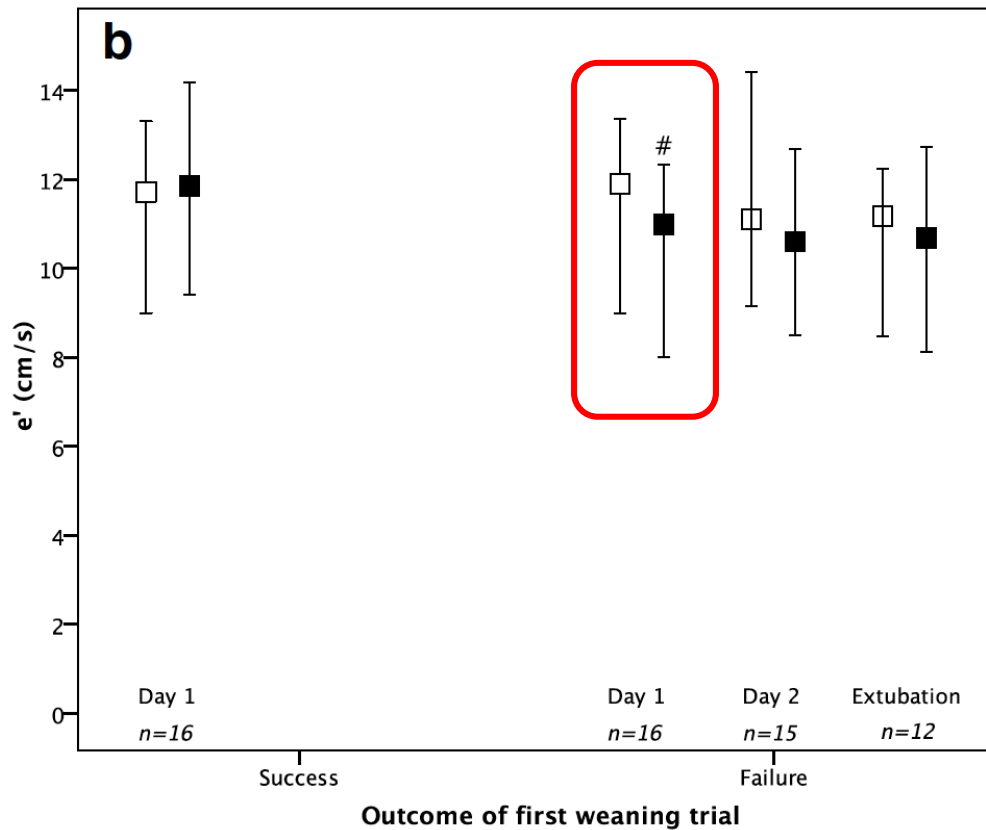 b
14
12
10
8
6
4
2
0
e' (cm/s)
#
Day 1
n=16
Day 1
n=16
Day 2
n=15
Extubation
n=12
Success
Failure
Outcome of first weaning trial